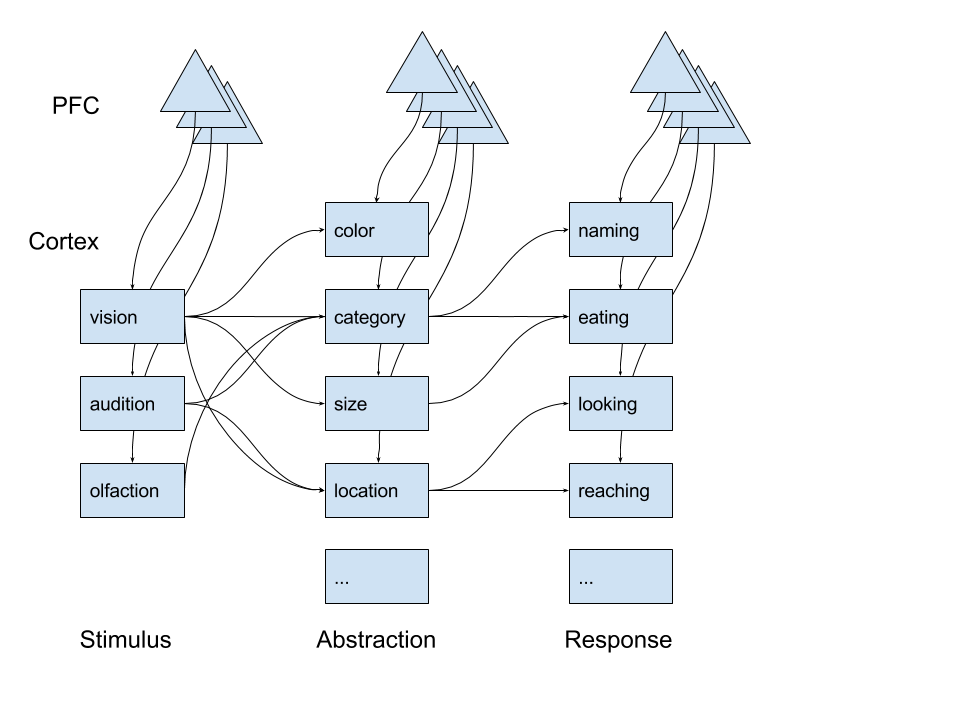 PFC
Cortex
color
naming
vision
category
eating
audition
size
looking
olfaction
location
reaching
...
...
Stimulus
Abstraction
Response